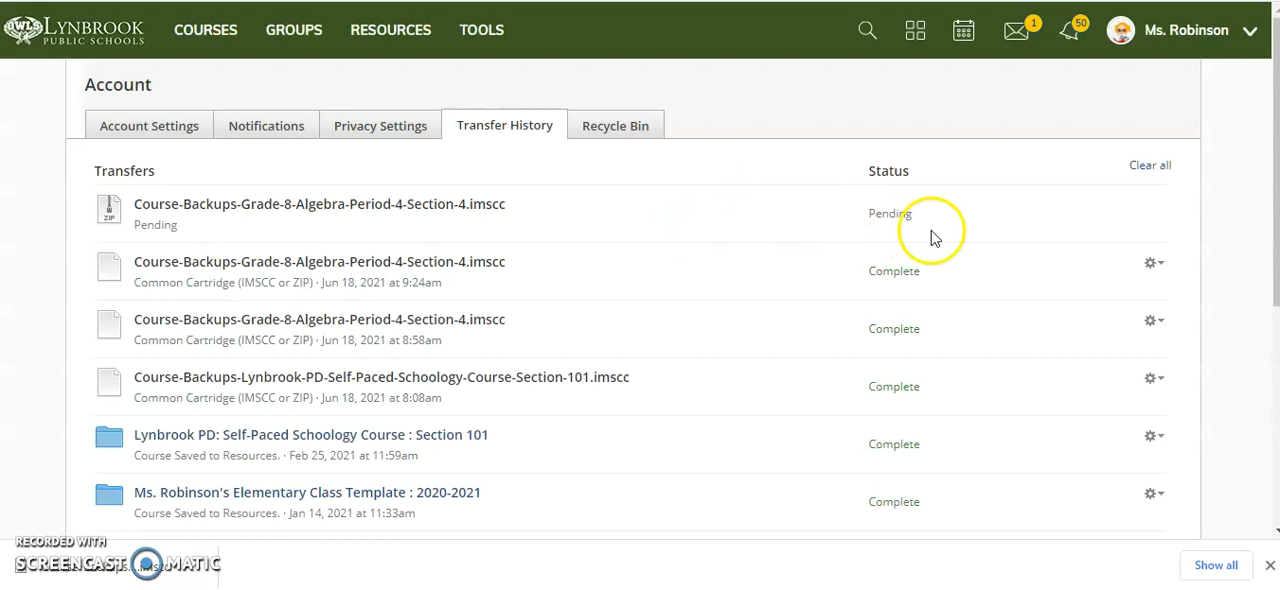 OWLS LYNBROOK
PUBLIC SCHOOLS
COURSES GROUPS RESOURCES TOOLS 1 50 Ms. Robinson
Account
Account Settings Notifications Privacy Settings Transfer History Recycle Bin
Transfers Status Clear all
ZIP
Course-Backups-Grade-8-Algebra-Period-4-Section-4.imscc
Pending Pending
Course-Backups-Grade-8-Algebra-Period-4-Section-4.imscc
Common Cartridge (IMSCC or ZIP) · Jun 18, 2021 at 9:24am Complete
Course-Backups-Grade-8-Algebra-Period-4-Section-4.imscc
Common Cartridge (IMSCC or ZIP) · Jun 18, 2021 at 8:58am Complete
Course-Backups-Lynbrook-PD-Self-Paced-Schoology-Course-Section-101.imscc
Common Cartridge (IMSCC or ZIP) · Jun 18, 2021 at 8:08am Complete
Lynbrook PD: Self-Paced Schoology Course : Section 101
Course Saved to Resources. · Feb 25, 2021 at 11:59am Complete
Ms. Robinson's Elementary Class Template : 2020-2021
Course Saved to Resources. · Jan 14, 2021 at 11:33am Complete
RECORDED WITH
SCREENCAST MATIC
Show all